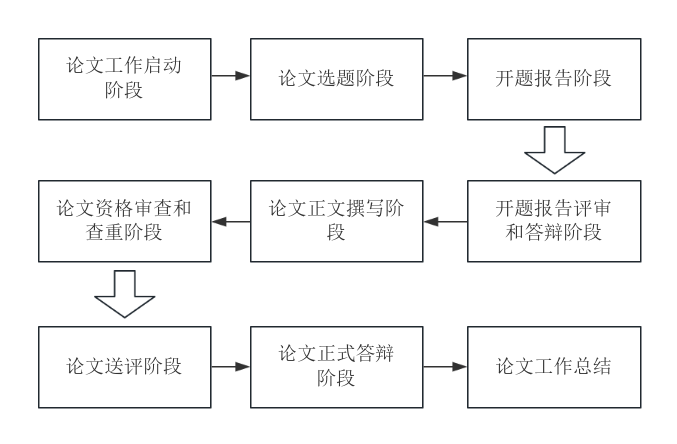 论文工作启动
阶段
论文选题阶段
开题报告阶段
开题报告评审
和答辩阶段
论文正文撰写阶
段
论文资格审查和
查重阶段
论文送评阶段
论文正式答辩
阶段
论文工作总结